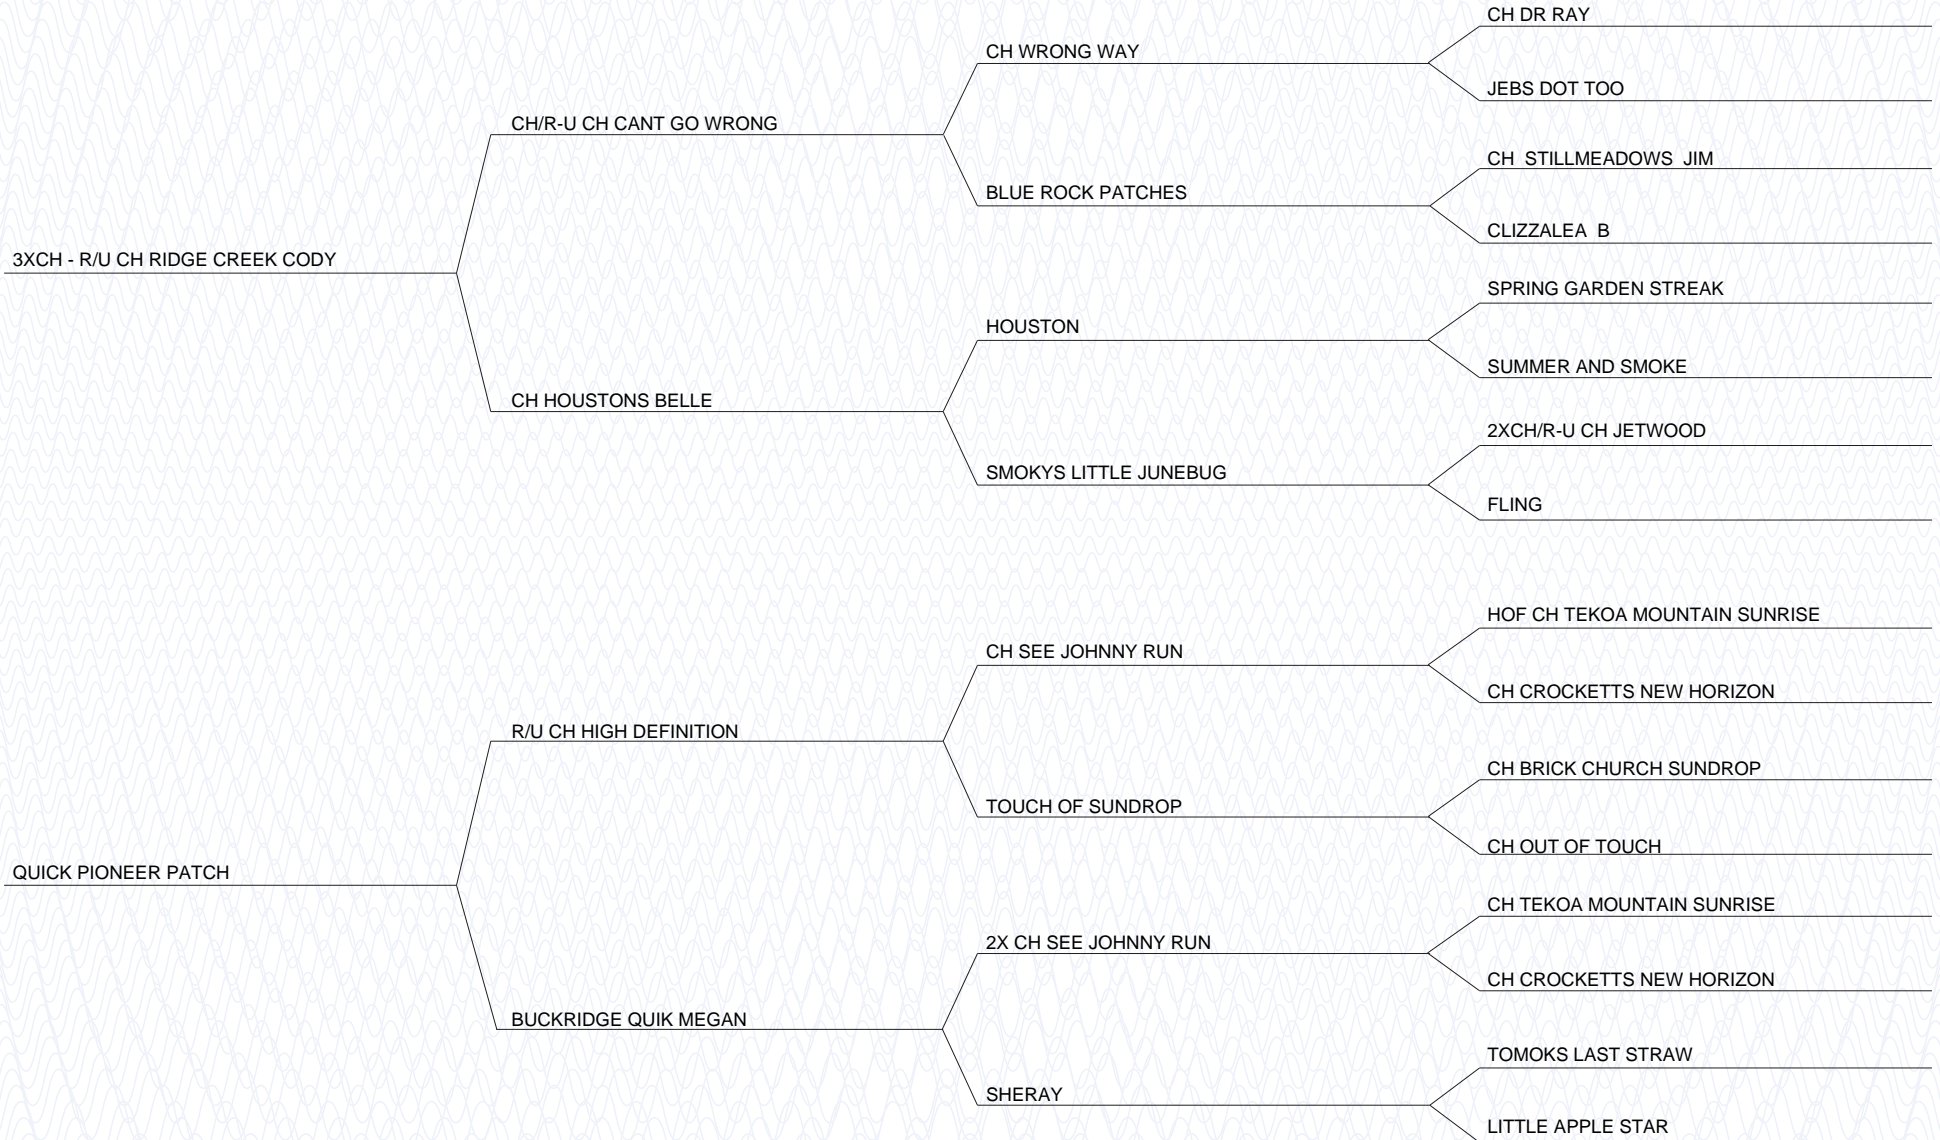 CH DR RAY
CH WRONG WAY
JEBS DOT TOO
CH/R-U CH CANT GO WRONG
CH  STILLMEADOWS  JIM
BLUE ROCK PATCHES
CLIZZALEA  B
3XCH - R/U CH RIDGE CREEK CODY
SPRING GARDEN STREAK
HOUSTON
SUMMER AND SMOKE
CH HOUSTONS BELLE
2XCH/R-U CH JETWOOD
SMOKYS LITTLE JUNEBUG
FLING
HOF CH TEKOA MOUNTAIN SUNRISE
CH SEE JOHNNY RUN
CH CROCKETTS NEW HORIZON
R/U CH HIGH DEFINITION
CH BRICK CHURCH SUNDROP
TOUCH OF SUNDROP
CH OUT OF TOUCH
QUICK PIONEER PATCH
CH TEKOA MOUNTAIN SUNRISE
2X CH SEE JOHNNY RUN
CH CROCKETTS NEW HORIZON
BUCKRIDGE QUIK MEGAN
TOMOKS LAST STRAW
SHERAY
LITTLE APPLE STAR